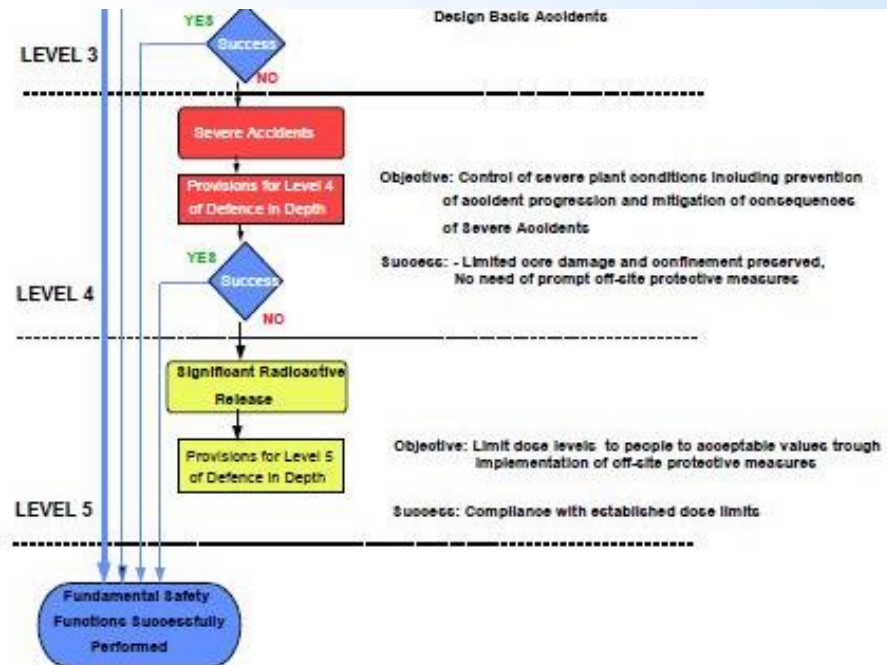 YES
Design Basis Accidents
Success
LEVEL 3
NO
Severe Accidents
Provisions for Level 4
of Defence in Depth
Objective: Control of severe plant conditions including prevention
of accident progression and mitigation of consequences
of Severe Accidents
YES
Success
Success: - Limited core damage and confinement preserved,
No need of prompt off-site protective measures
LEVEL 4
NO
Significant Radioactive
Release
Provisions for Level 5
of Defence in Depth
Objective: Limit dose levels to people to acceptable values trough
implementation of off-site protective measures
LEVEL 5
Success: Compliance with established dose limits
Fundamental Safety
Functions Successfully
Performed